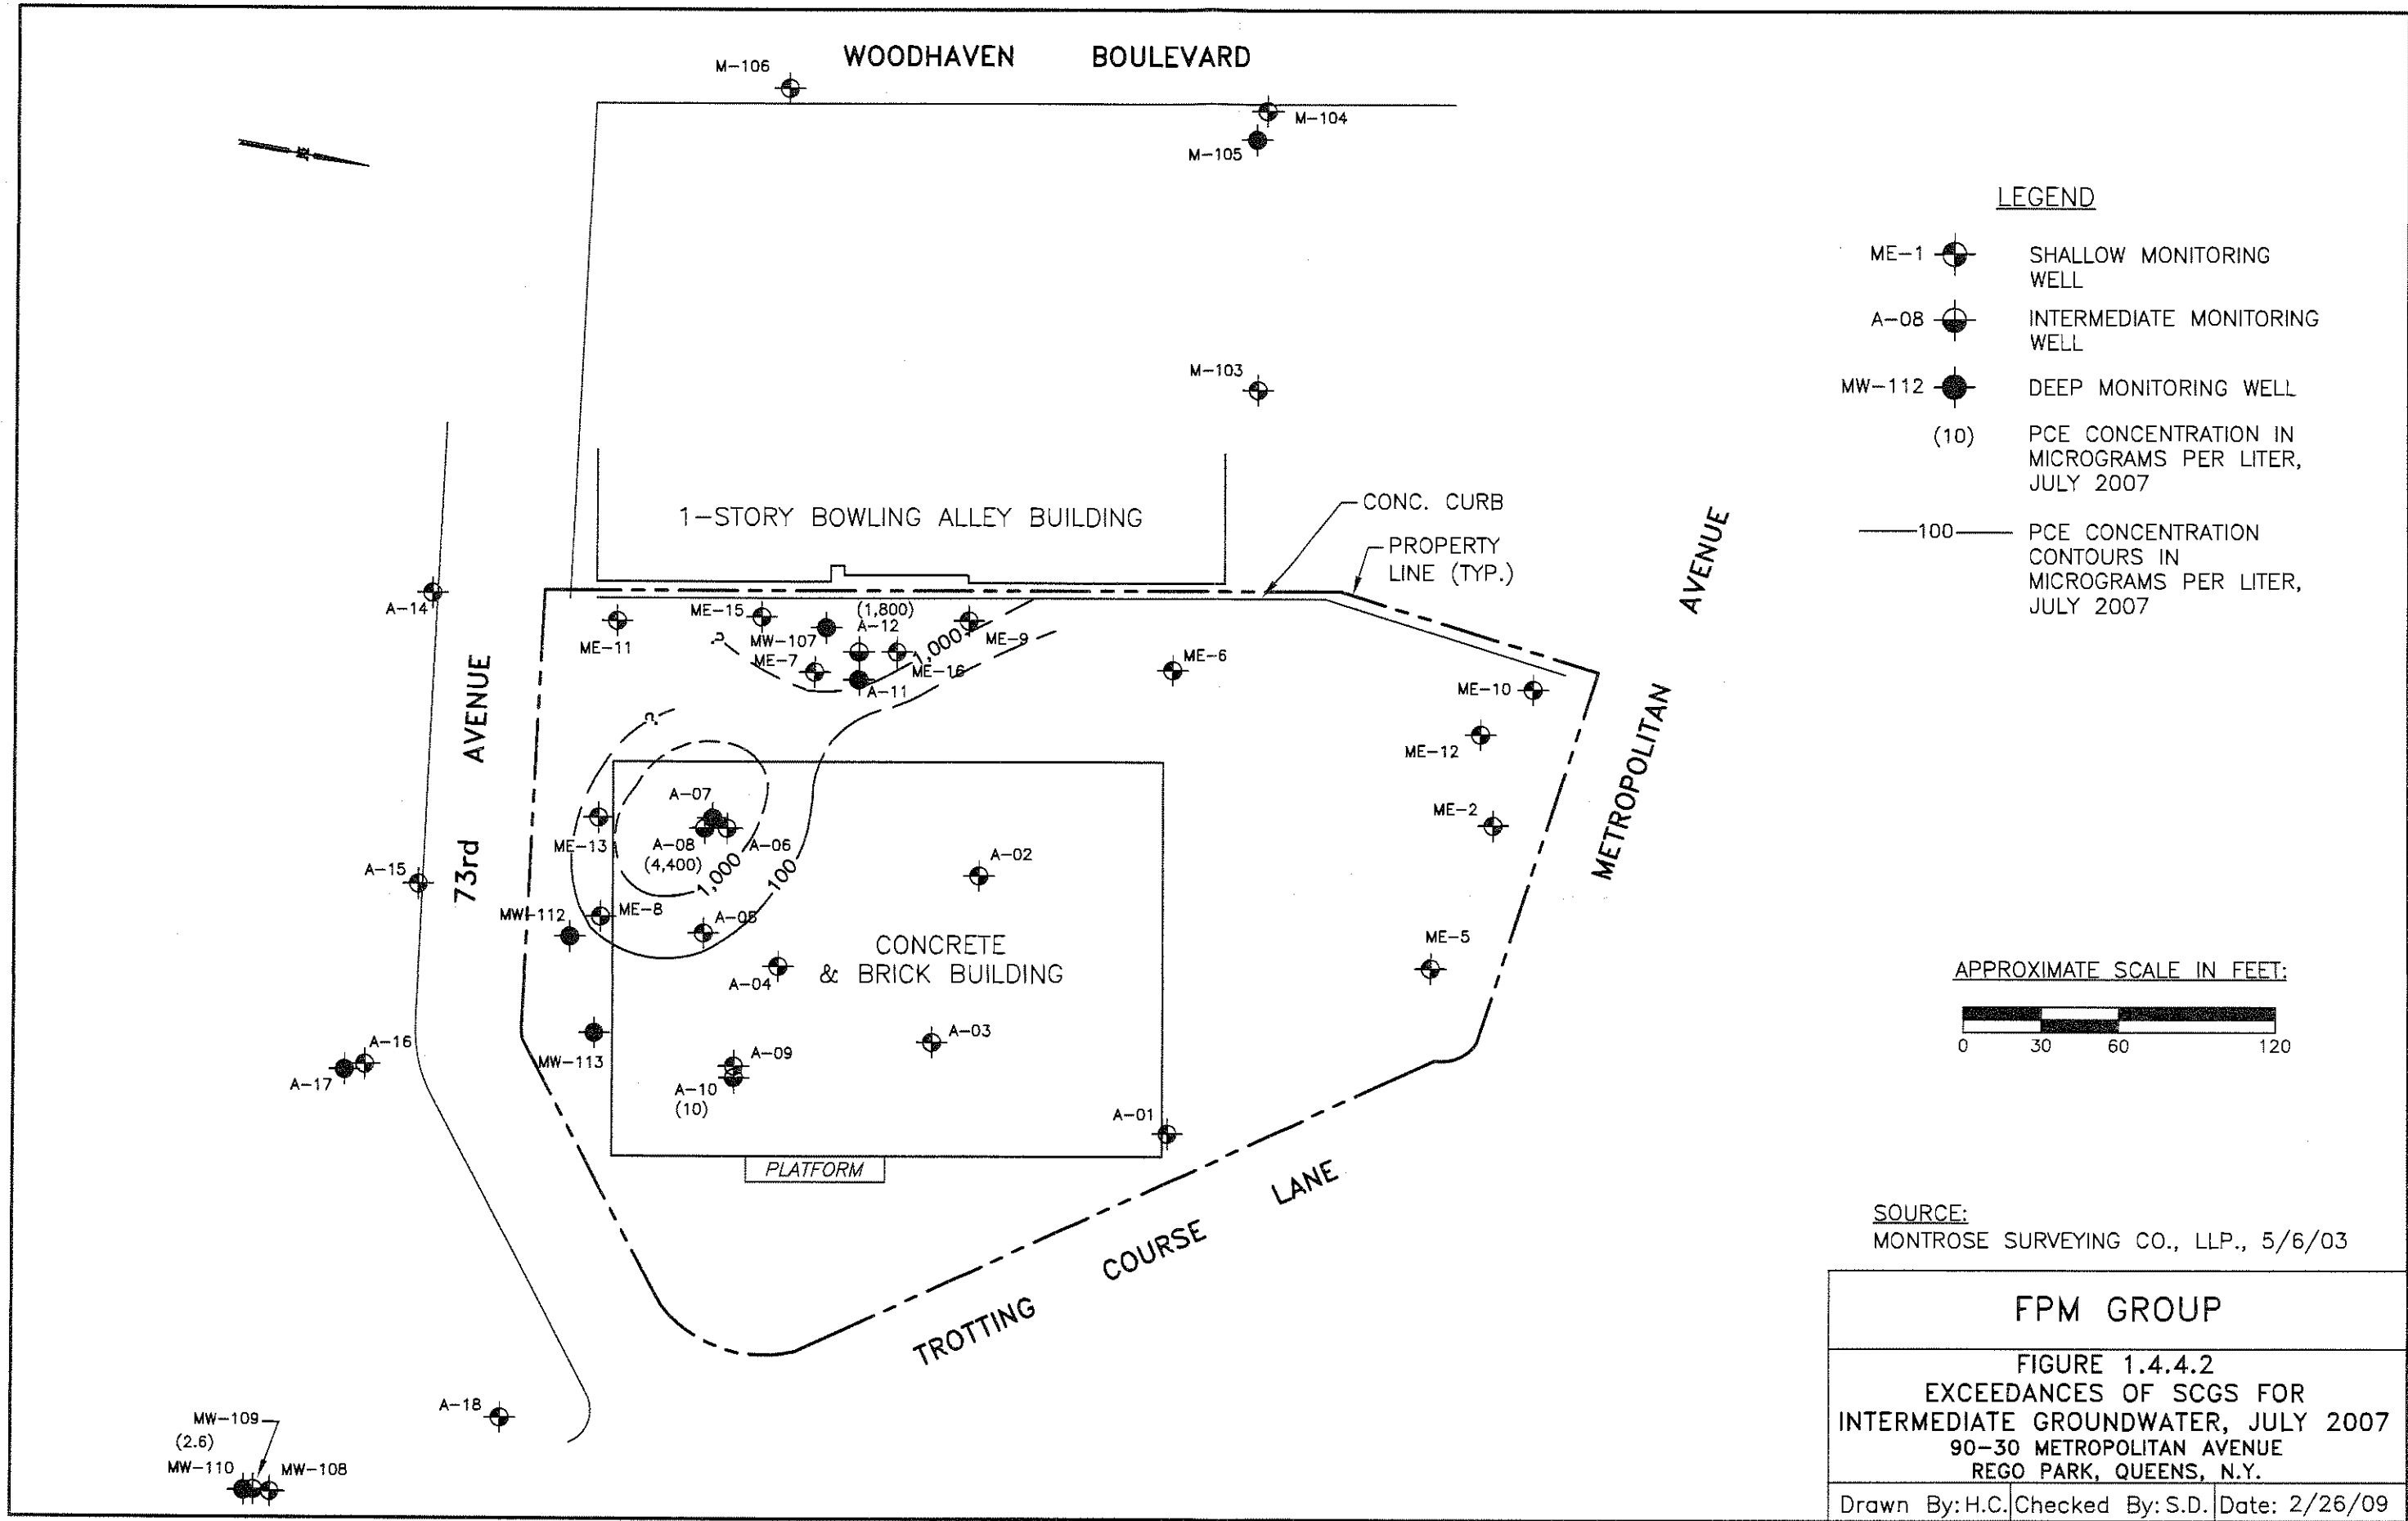 WOODHAVEN BOULEVARD
M-106
M-104
M-105
M-103
1-STORY BOWLING ALLEY BUILDING
CONC. CURB
PROPERTY
LINE (TYP.)
METROPOLITAN AVENUE
73rd AVENUE
TROTTING COURSE LANE
A-14
ME-11
ME-15
MW-107
(1,800)
A-12
ME-9
ME-7
ME-16
A-11
1,000
?
?
ME-6
ME-10
ME-12
ME-2
ME-5
A-07
ME-13
A-08
(4,400)
A-06
1,000
100
A-02
A-15
MW-112
ME-8
A-05
A-04
CONCRETE
& BRICK BUILDING
A-03
A-16
A-17
MW-113
A-09
A-10
(10)
A-01
PLATFORM
A-18
MW-109
(2.6)
MW-110
MW-108
LEGEND
ME-1 SHALLOW MONITORING
WELL
A-08 INTERMEDIATE MONITORING
WELL
MW-112 DEEP MONITORING WELL
(10) PCE CONCENTRATION IN
MICROGRAMS PER LITER,
JULY 2007
100 PCE CONCENTRATION
CONTOURS IN
MICROGRAMS PER LITER,
JULY 2007
APPROXIMATE SCALE IN FEET:
0 30 60 120
SOURCE:
MONTROSE SURVEYING CO., LLP., 5/6/03
FPM GROUP
FIGURE 1.4.4.2
EXCEEDANCES OF SCGS FOR
INTERMEDIATE GROUNDWATER, JULY 2007
90-30 METROPOLITAN AVENUE
REGO PARK, QUEENS, N.Y.
Drawn By: H.C. Checked By: S.D. Date: 2/26/09